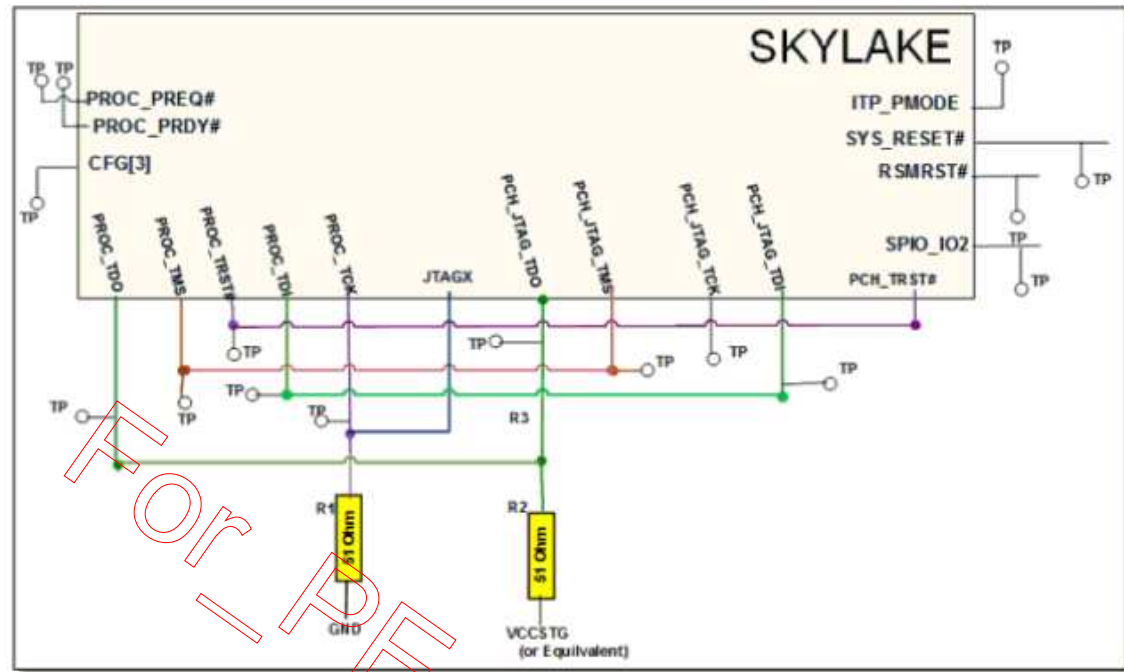 SKYLAKE
TP
TP TP
PROC_PREQ#
ITP_PMODE
PROC_PRDY#
SYS_RESET#
CFG[3]
RSMRST#
TP
TP
TP
SPIO_IO2
TP
PCH_TRST#
PROC_TDO
PROC_TMS
PROC_TRST#
PROC_TDI
PROC_TCK
JTAGX
PCH_JTAG_TDO
PCH_JTAG_TMS
PCH_JTAG_TCK
PCH_JTAG_TDI
TP
TP
TP
TP
TP
TP
TP
TP
TP
R3
R1
51 Ohm
GND
R2
51 Ohm
VCCSTG
(or Equilvalent)
For_PE